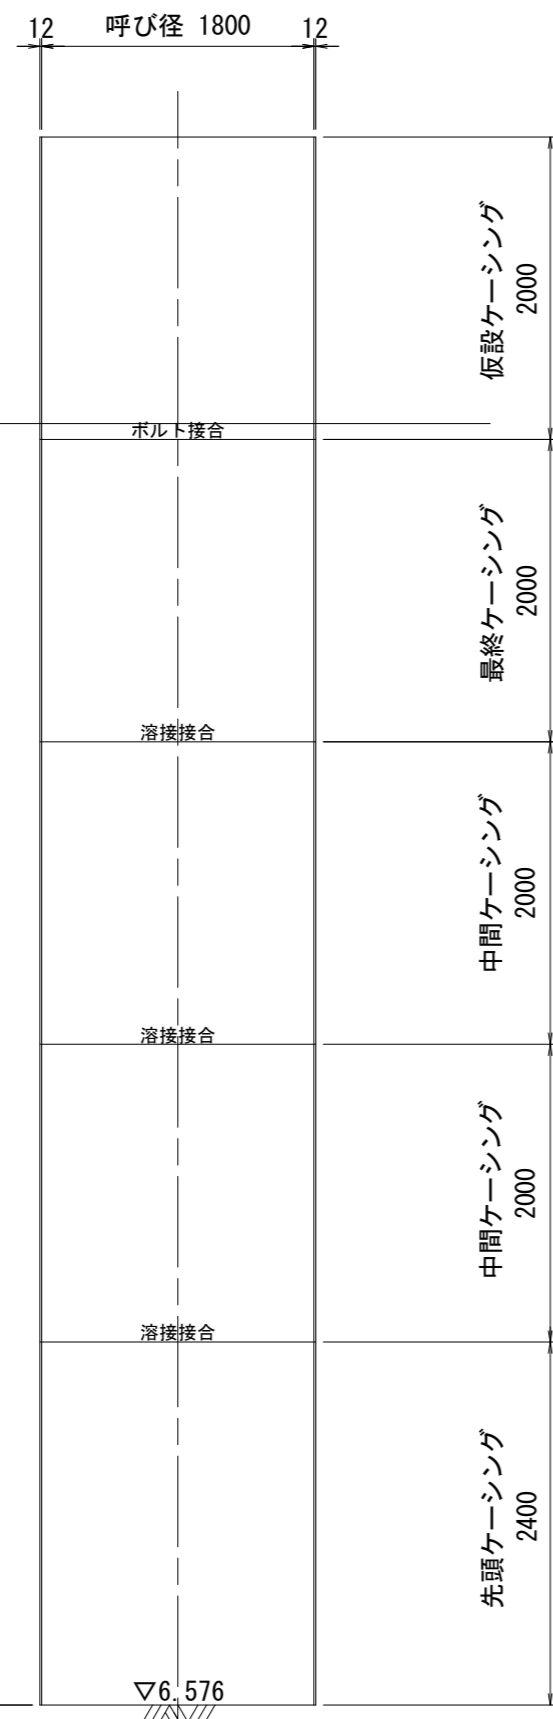 12 呼び径 1800 12
仮設ケーシング
2000
ボルト接合
最終ケーシング
2000
溶接接合
中間ケーシング
2000
溶接接合
中間ケーシング
2000
溶接接合
先頭ケーシング
2400
▽6.576